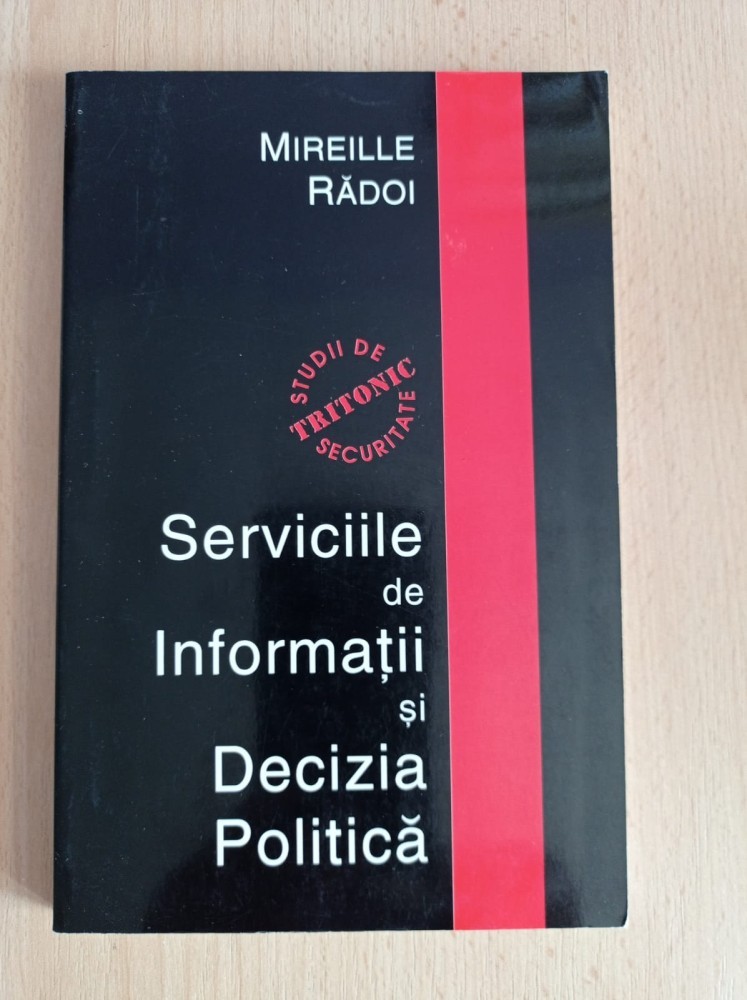 MIREILLE
RĂDOI
STUDII DE
TRITONIC
SECURITATE
Serviciile
de
Informații
și
Decizia
Politică